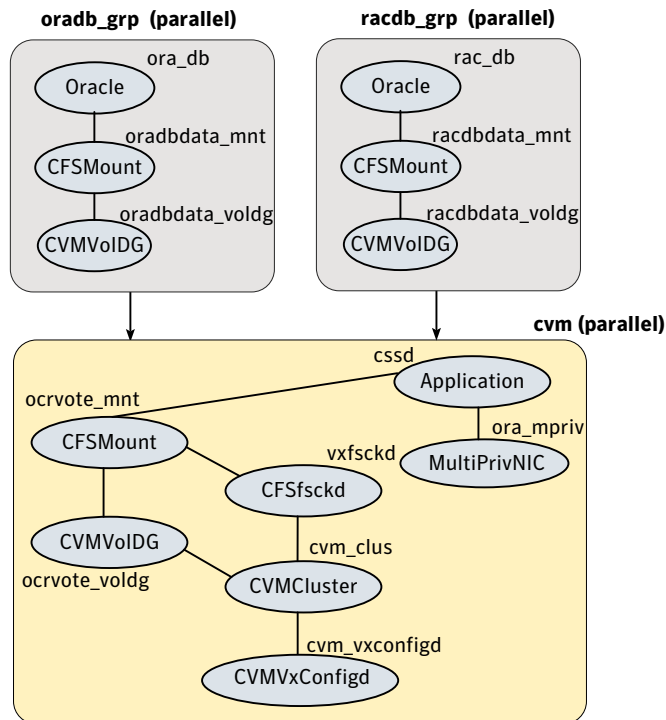 oradb_grp (parallel)
ora_db
Oracle
oradbdata_mnt
CFSMount
oradbdata_voldg
CVMVolDG
racdb_grp (parallel)
rac_db
Oracle
racdbdata_mnt
CFSMount
racdbdata_voldg
CVMVolDG
cvm (parallel)
cssd
Application
ocrvote_mnt
CFSMount
ora_mpriv
MultiPrivNIC
vxfsckd
CFSfsckd
CVMVolDG
ocrvote_voldg
cvm_clus
CVMCluster
cvm_vxconfigd
CVMVxConfigd